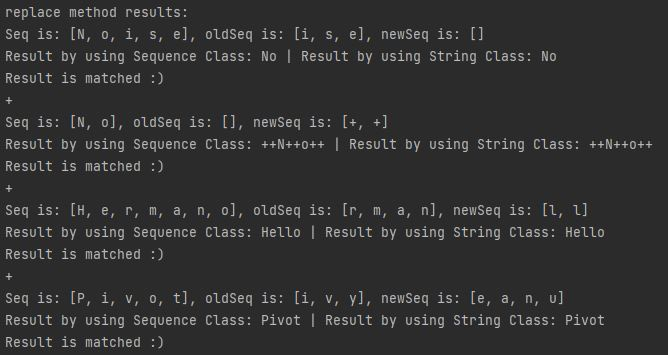 replace method results:
Seq is: [N, o, i, s, e], oldSeq is: [i, s, e], newSeq is: []
Result by using Sequence Class: No | Result by using String Class: No
Result is matched :)
+
Seq is: [N, o], oldSeq is: [], newSeq is: [+, +]
Result by using Sequence Class: ++N++o++ | Result by using String Class: ++N++o++
Result is matched :)
+
Seq is: [H, e, r, m, a, n, o], oldSeq is: [r, m, a, n], newSeq is: [l, l]
Result by using Sequence Class: Hello | Result by using String Class: Hello
Result is matched :)
+
Seq is: [P, i, v, o, t], oldSeq is: [i, v, y], newSeq is: [e, a, n, u]
Result by using Sequence Class: Pivot | Result by using String Class: Pivot
Result is matched :)